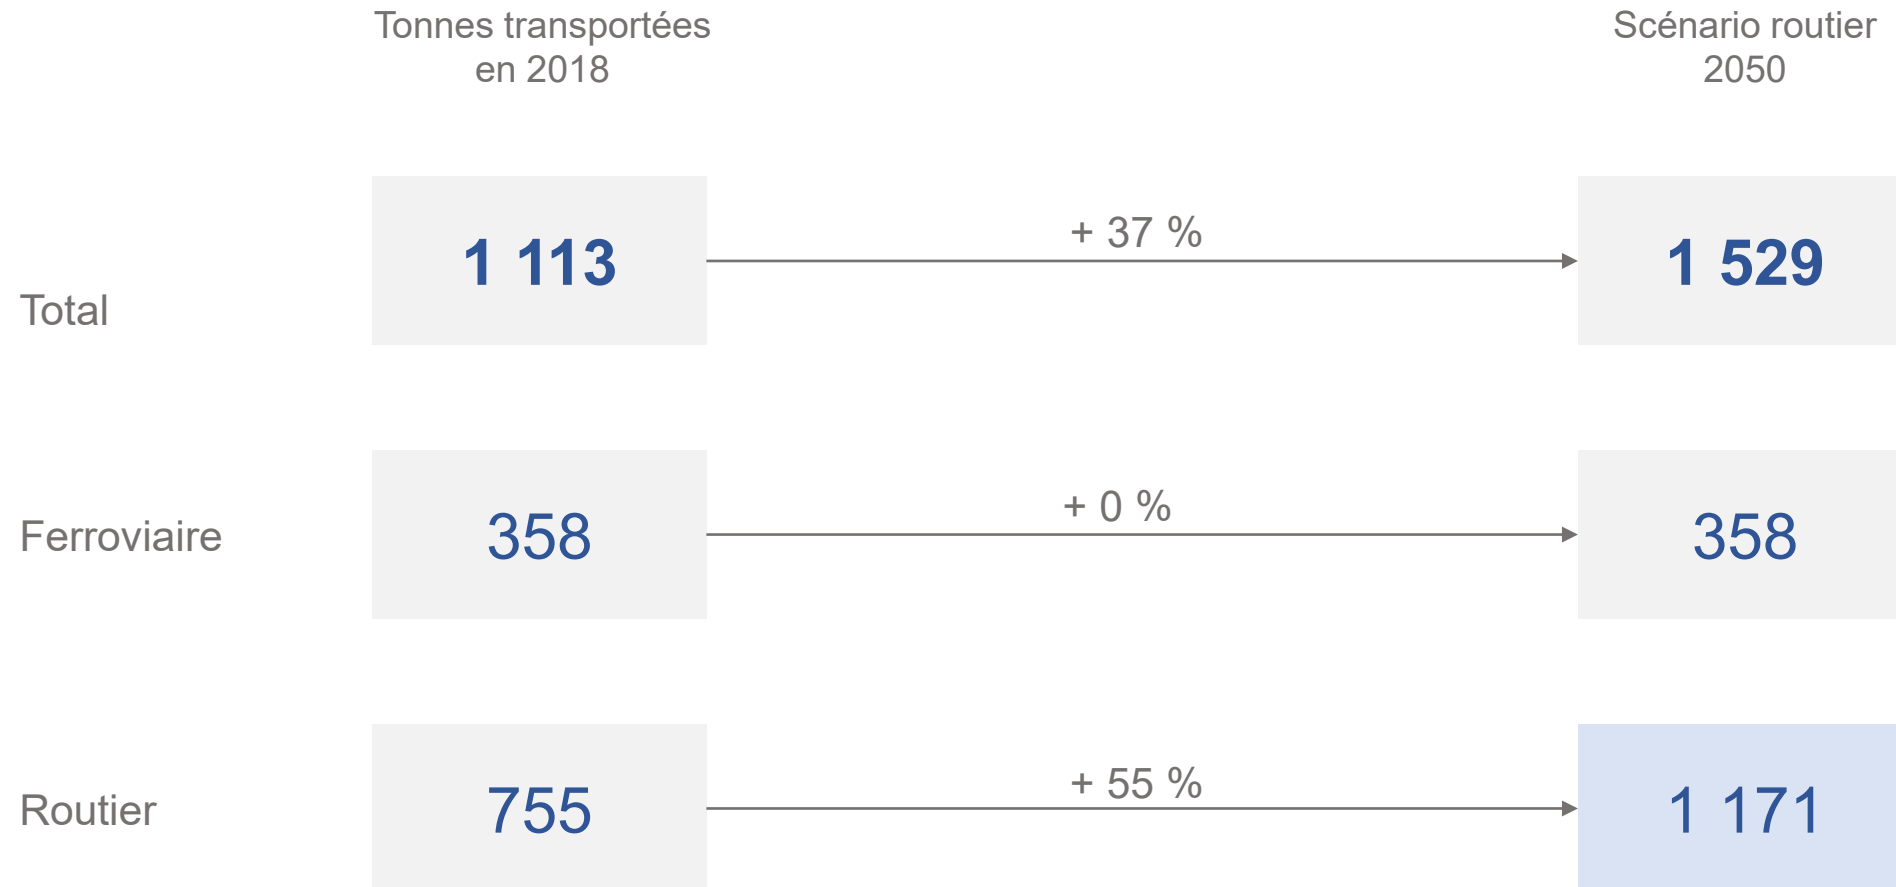 Tonnes transportées
en 2018
Scénario routier
2050
Total
1 113
+ 37 %
1 529
Ferroviaire
358
+ 0 %
358
Routier
755
+ 55 %
1 171